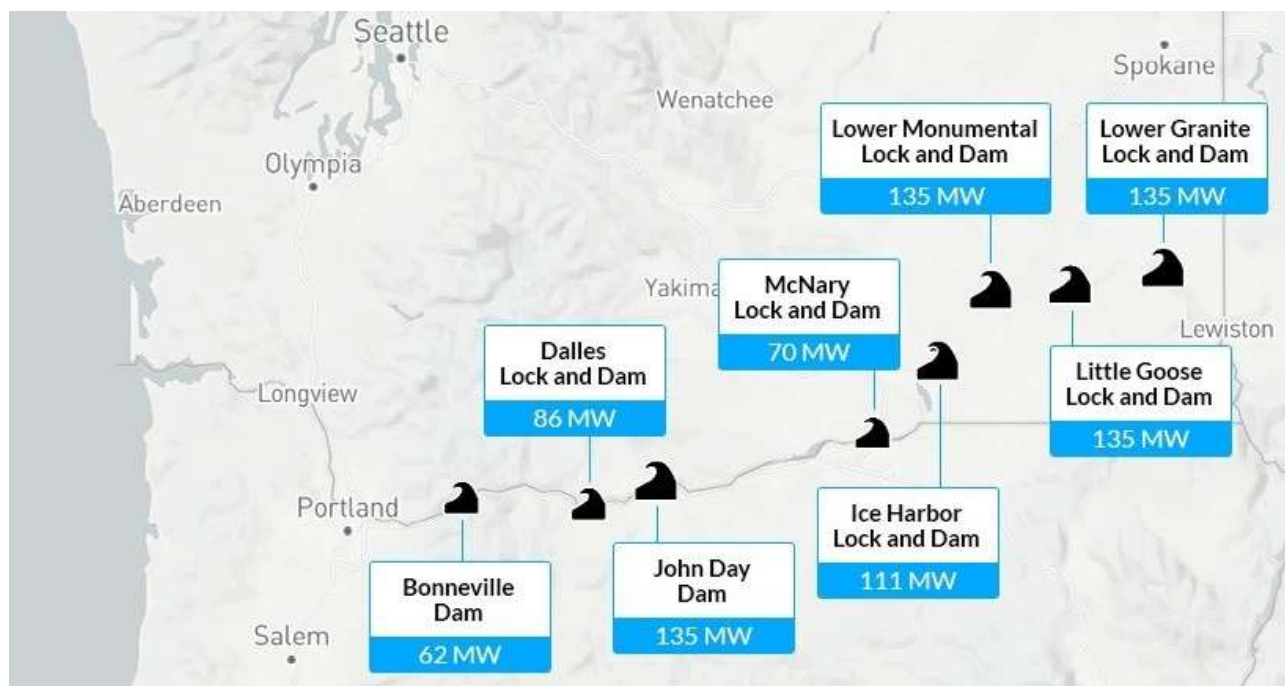 Seattle
Spokane
Wenatchee
Lower Monumental
Lock and Dam
135 MW
Lower Granite
Lock and Dam
135 MW
Olympia
Aberdeen
Yakima
McNary
Lock and Dam
70 MW
Lewiston
Dalles
Lock and Dam
86 MW
Little Goose
Lock and Dam
135 MW
Longview
Portland
Ice Harbor
Lock and Dam
111 MW
Bonneville
Dam
62 MW
John Day
Dam
135 MW
Salem